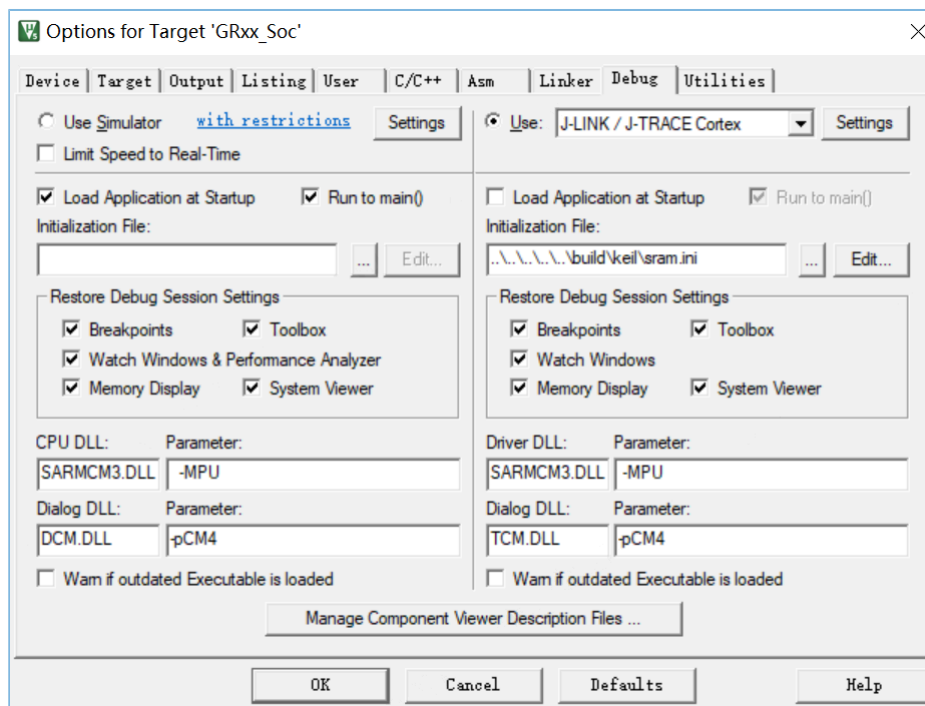 Options for Target 'GRxx_Soc'
Device Target Output Listing User C/C++ Asm Linker Debug Utilities
Use Simulator with restrictions Settings
Use: J-LINK / J-TRACE Cortex Settings
Limit Speed to Real-Time
Load Application at Startup Run to main()
Load Application at Startup Run to main()
Initialization File:
Initialization File:
... Edit...
..\..\..\..\..\build\keil\sram.ini ... Edit...
Restore Debug Session Settings
Breakpoints Toolbox
Watch Windows & Performance Analyzer
Memory Display System Viewer
Restore Debug Session Settings
Breakpoints Toolbox
Watch Windows
Memory Display System Viewer
CPU DLL: Parameter:
SARMCM3.DLL -MPU
Dialog DLL: Parameter:
DCM.DLL -pCM4
Warn if outdated Executable is loaded
Driver DLL: Parameter:
SARMCM3.DLL -MPU
Dialog DLL: Parameter:
TCM.DLL -pCM4
Warn if outdated Executable is loaded
Manage Component Viewer Description Files ...
OK Cancel Defaults Help